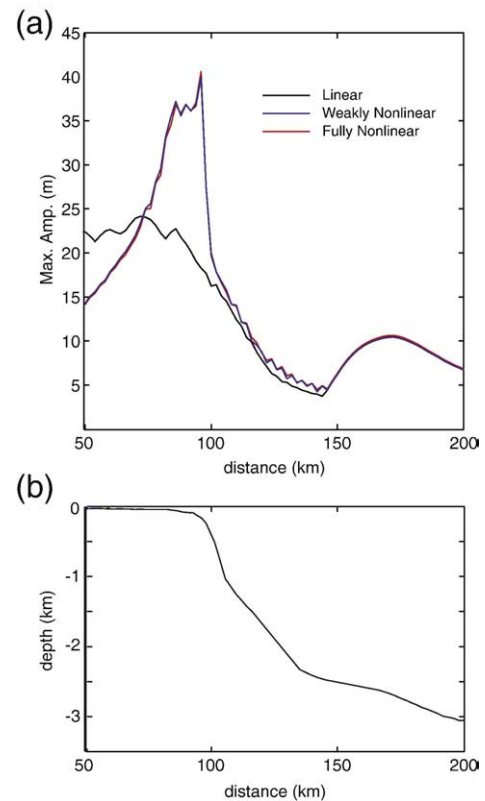 (a)
45
40
35
30
25
20
15
10
5
Max. Amp. (m)
Linear
Weakly Nonlinear
Fully Nonlinear
50
100
150
200
distance (km)
(b)
0
-1
-2
-3
depth (km)
50
100
150
200
distance (km)